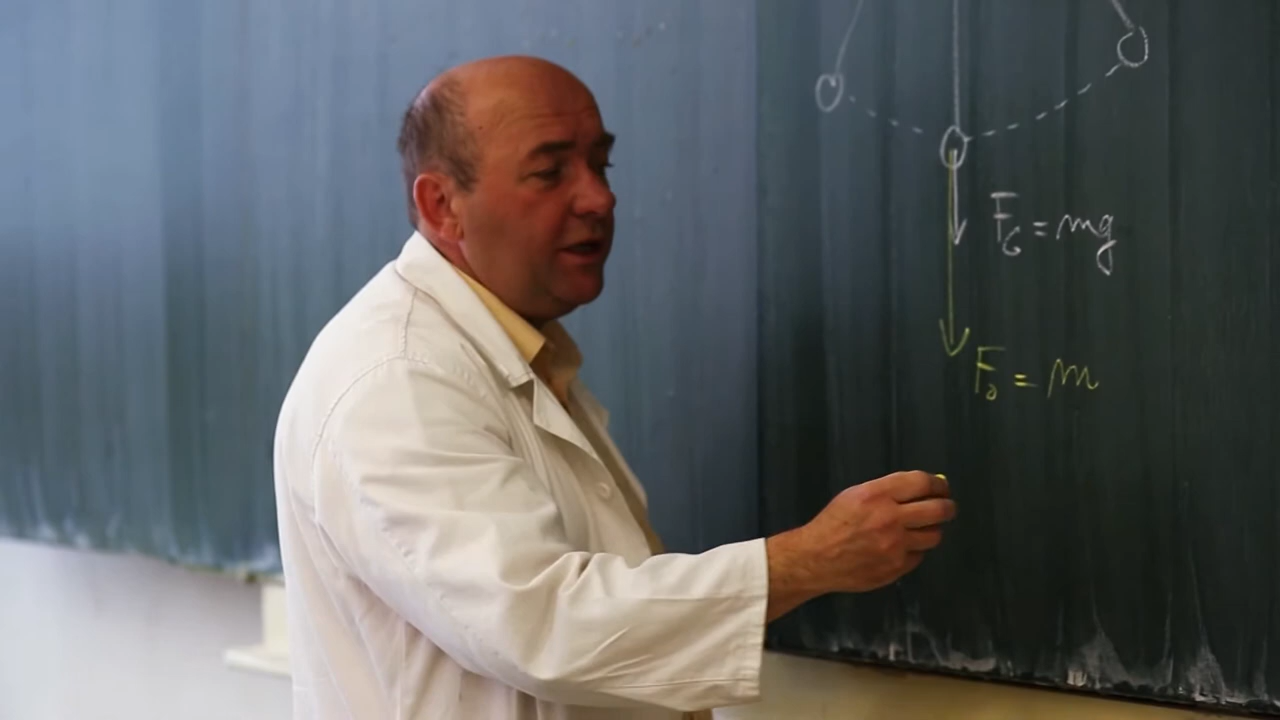 F_G = mg
F_o = m